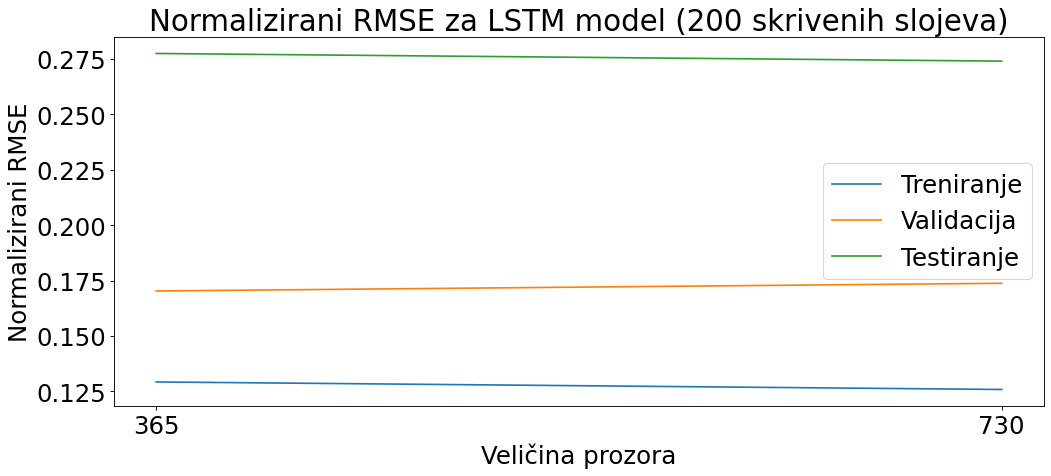 Normalizirani RMSE za LSTM model (200 skrivenih slojeva)
Normalizirani RMSE
0.275
0.250
0.225
0.200
0.175
0.150
0.125
Treniranje
Validacija
Testiranje
365
730
Veličina prozora